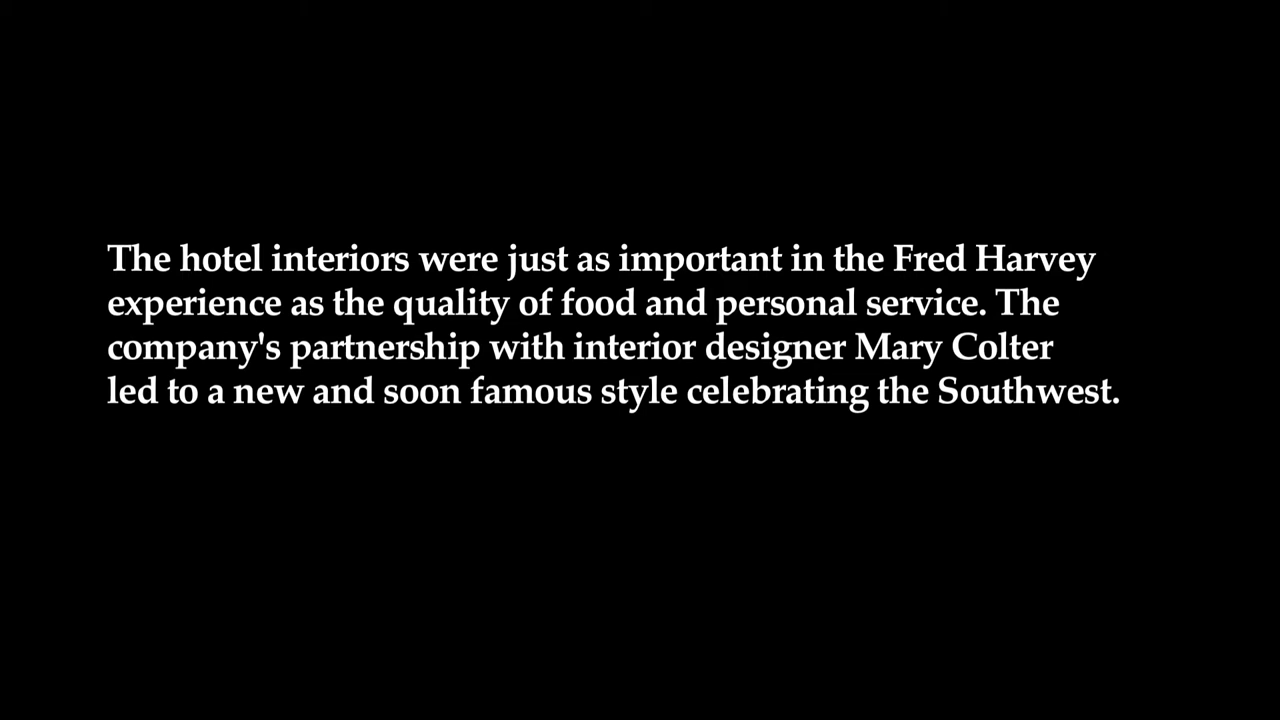 The hotel interiors were just as important in the Fred Harvey
experience as the quality of food and personal service. The
company's partnership with interior designer Mary Colter
led to a new and soon famous style celebrating the Southwest.